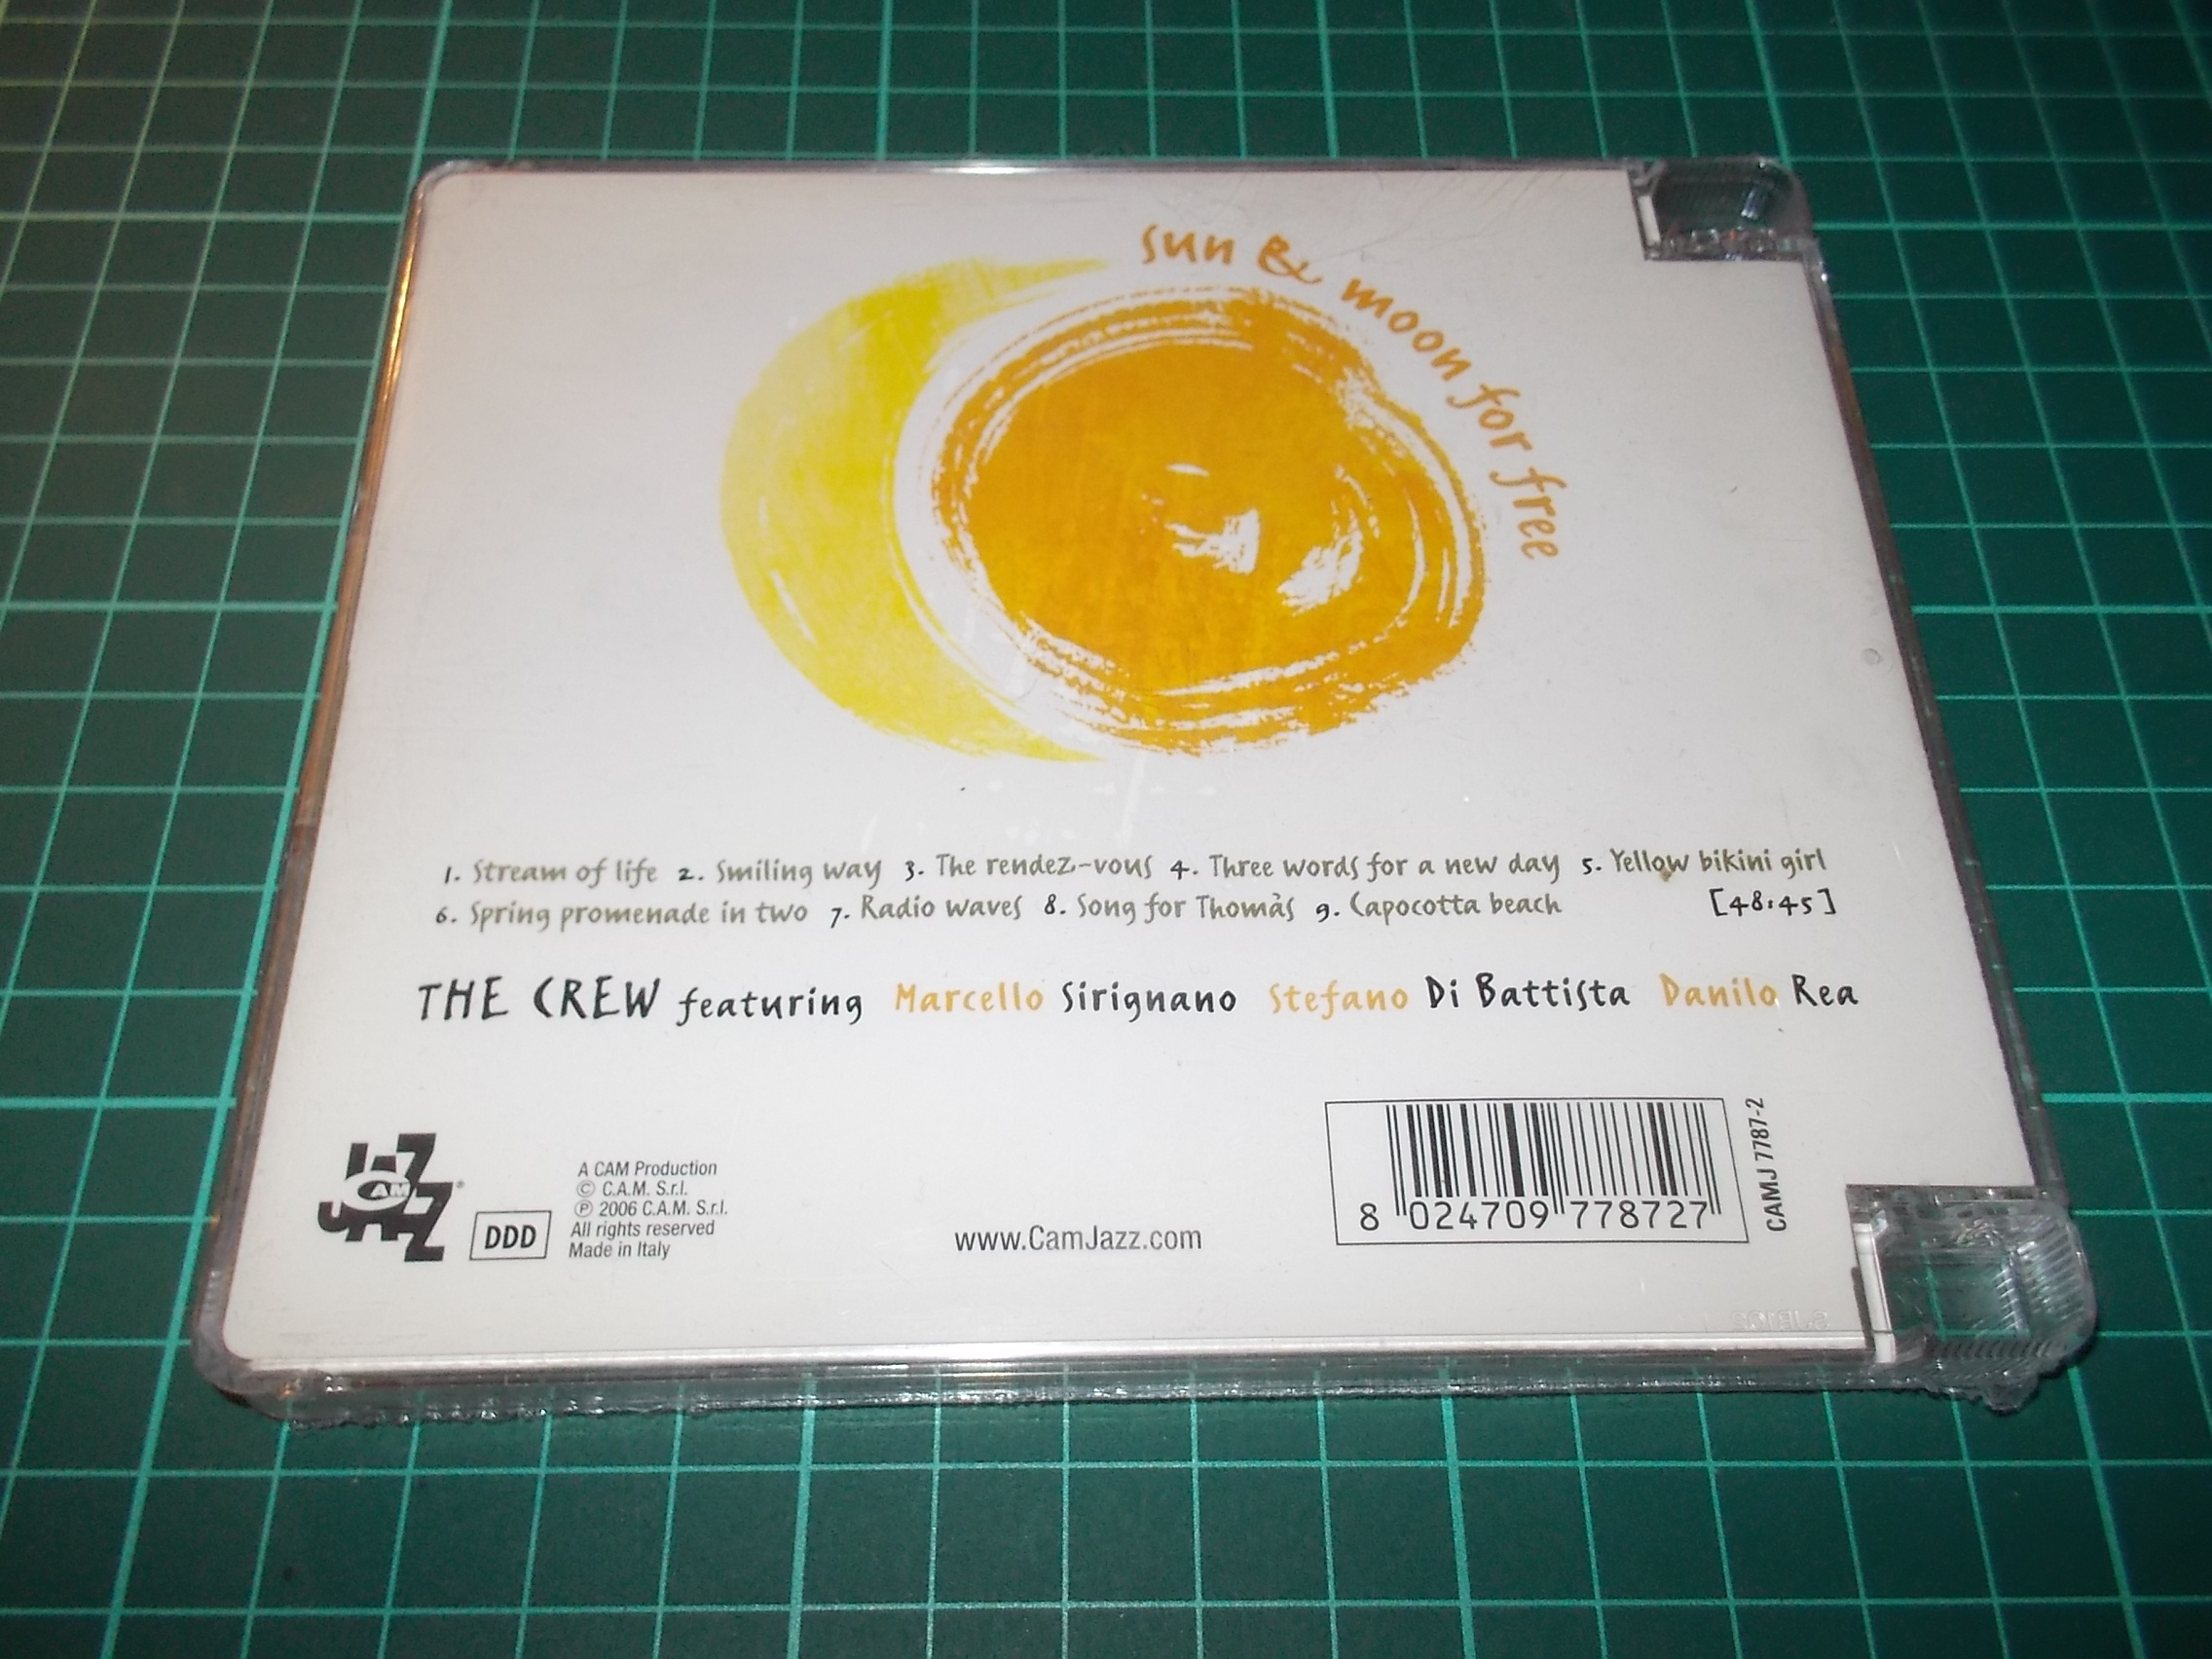 sun & moon for free
1. Stream of life 2. Smiling way 3. The rendez-vous 4. Three words for a new day 5. Yellow bikini girl
6. Spring promenade in two 7. Radio waves 8. Song for Thomàs 9. Capocotta beach [48:45]
THE CREW featuring Marcello Sirignano Stefano Di Battista Danilo Rea
JAZZ
CAM
JAZZ
DDD
A CAM Production
© C.A.M. S.r.l.
℗ 2006 C.A.M. S.r.l.
All rights reserved
Made in Italy
www.CamJazz.com
8 024709 778727
CAMJ 7787-2